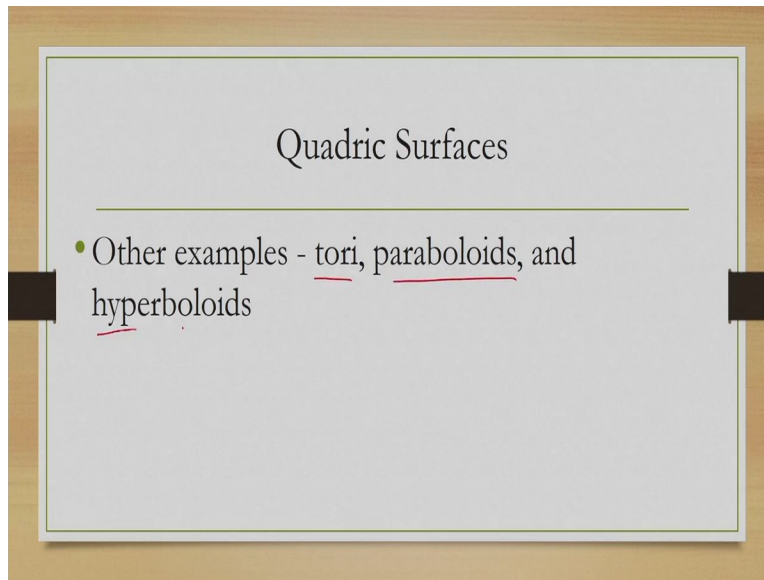 Quadric Surfaces
• Other examples - tori, paraboloids, and
hyperboloids